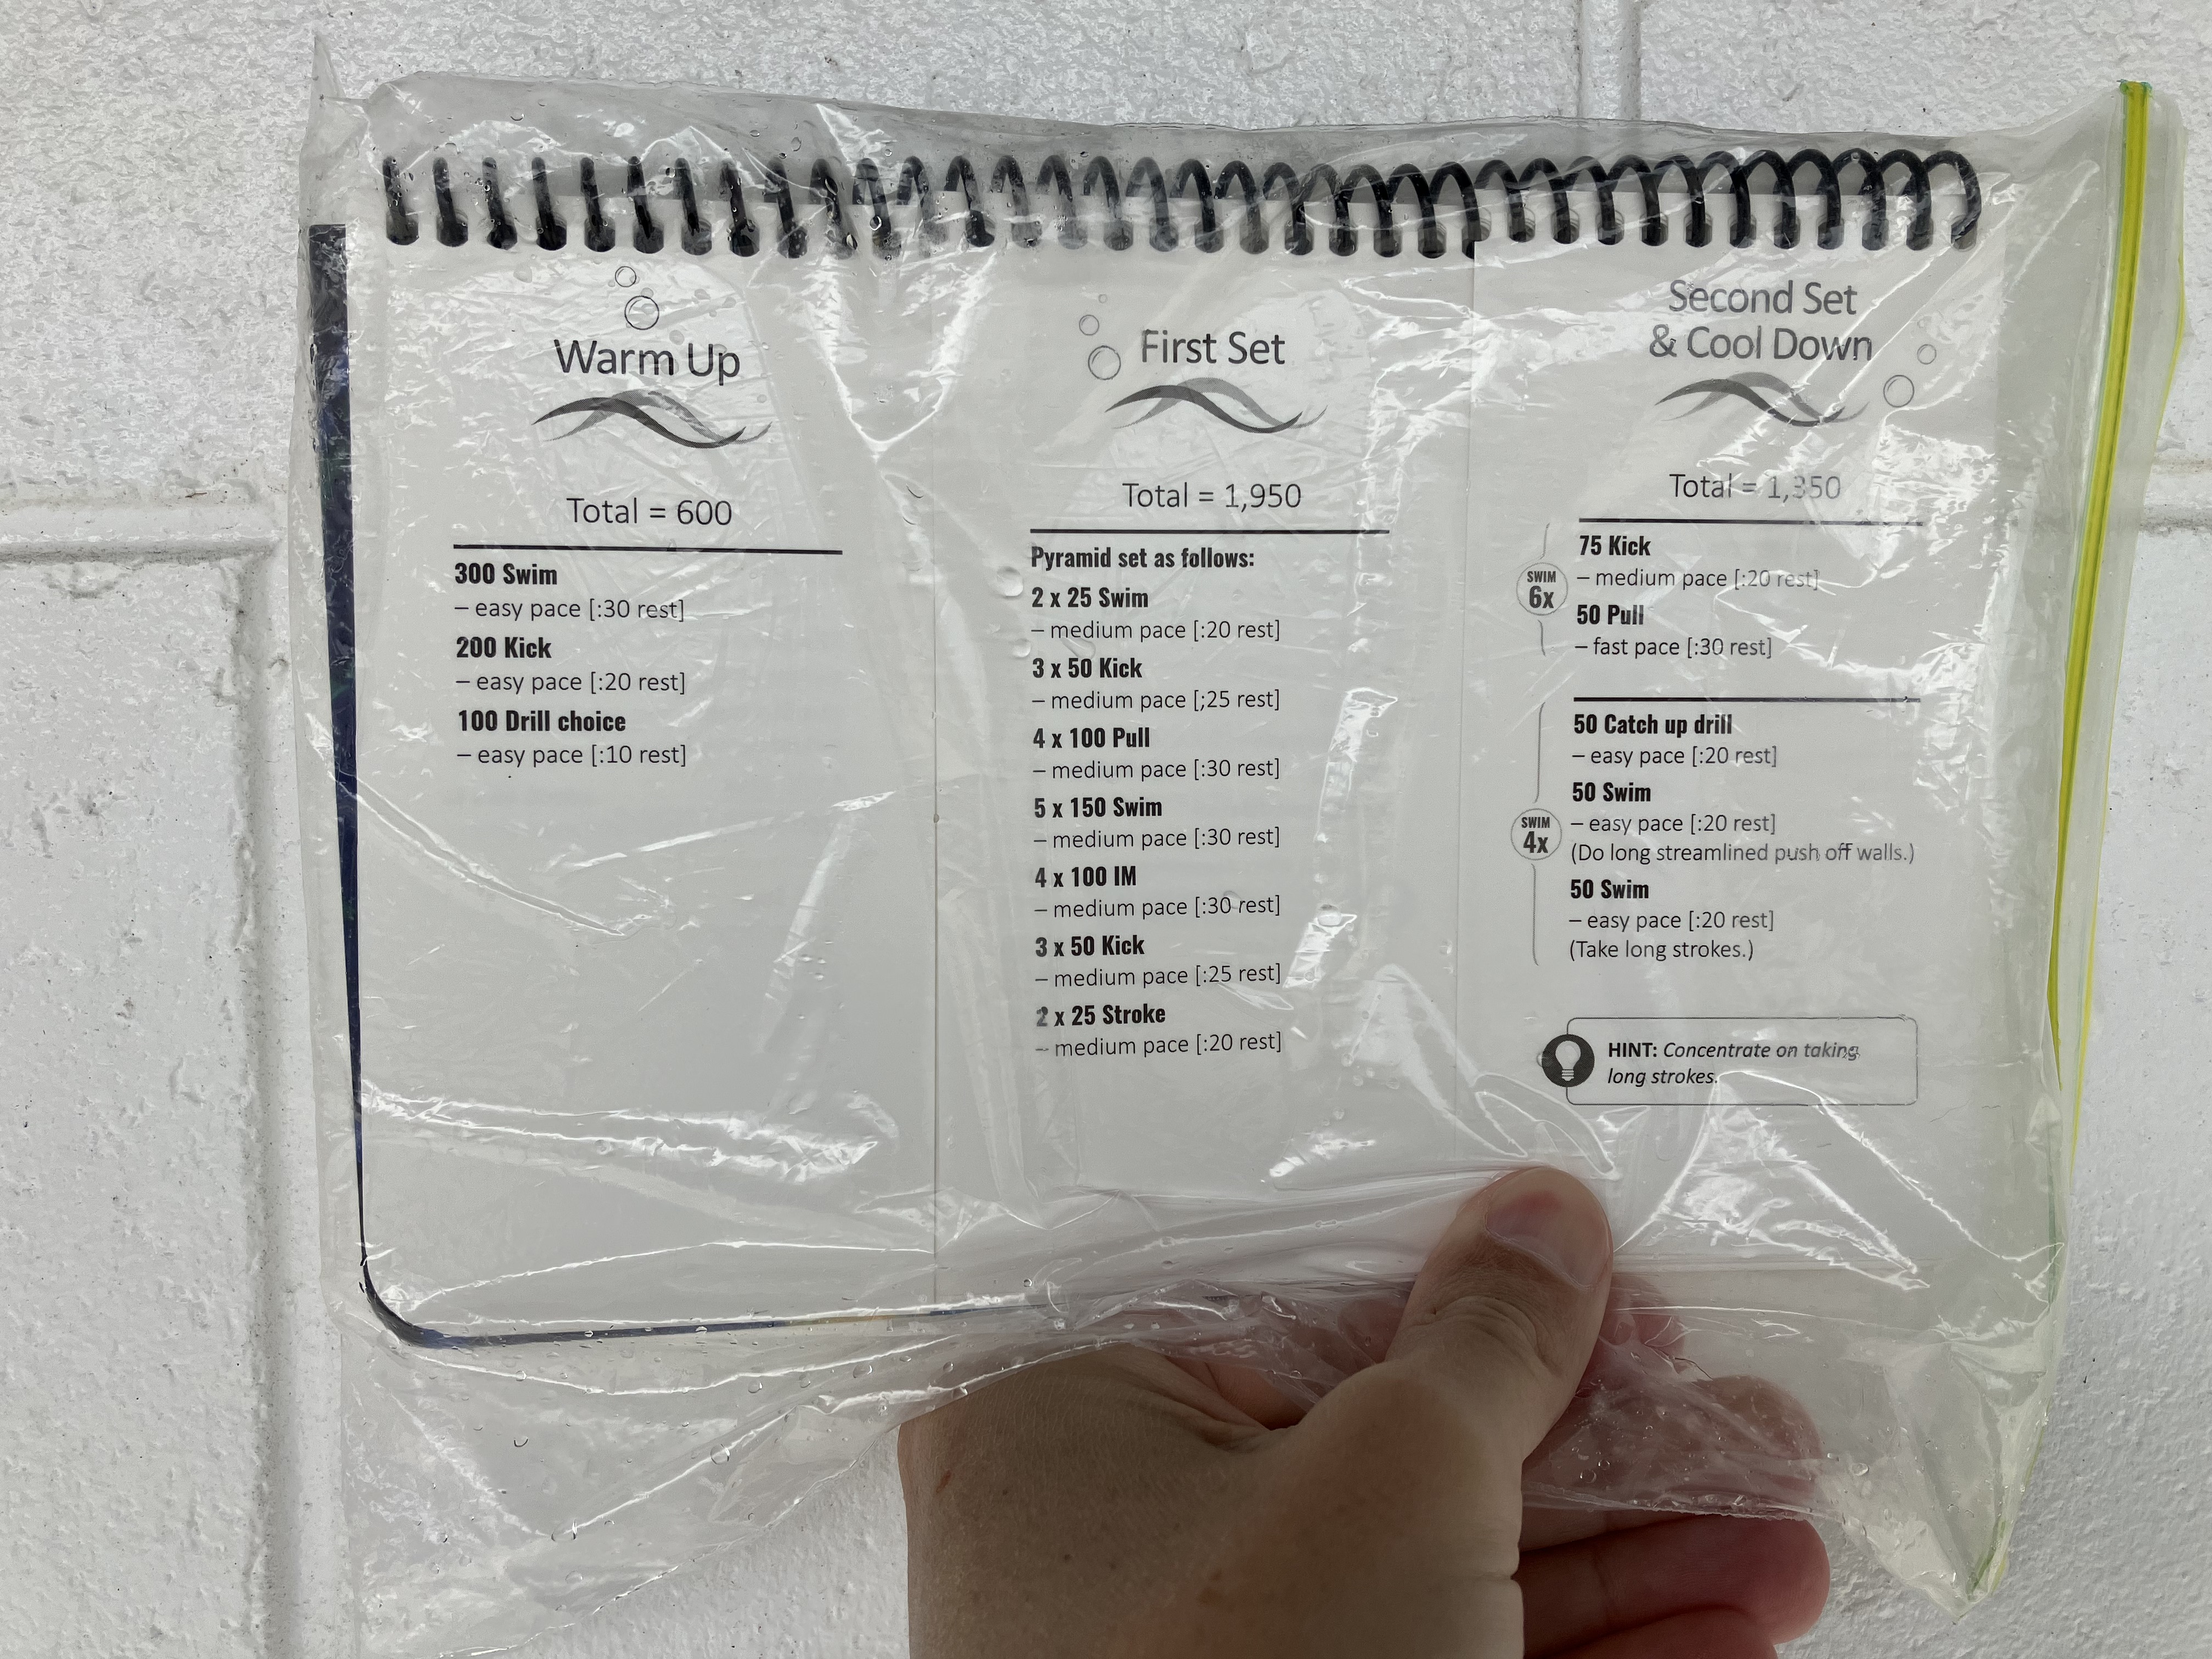 Warm Up
Total = 600
300 Swim
– easy pace [:30 rest]
200 Kick
– easy pace [:20 rest]
100 Drill choice
– easy pace [:10 rest]
First Set
Total = 1,950
Pyramid set as follows:
2 x 25 Swim
– medium pace [:20 rest]
3 x 50 Kick
– medium pace [;25 rest]
4 x 100 Pull
– medium pace [:30 rest]
5 x 150 Swim
– medium pace [:30 rest]
4 x 100 IM
– medium pace [:30 rest]
3 x 50 Kick
– medium pace [:25 rest]
2 x 25 Stroke
– medium pace [:20 rest]
Second Set
& Cool Down
Total = 1,350
SWIM
6x
75 Kick
– medium pace [:20 rest]
50 Pull
– fast pace [:30 rest]
SWIM
4x
50 Catch up drill
– easy pace [:20 rest]
50 Swim
– easy pace [:20 rest]
(Do long streamlined push off walls.)
50 Swim
– easy pace [:20 rest]
(Take long strokes.)
HINT: Concentrate on taking
long strokes.